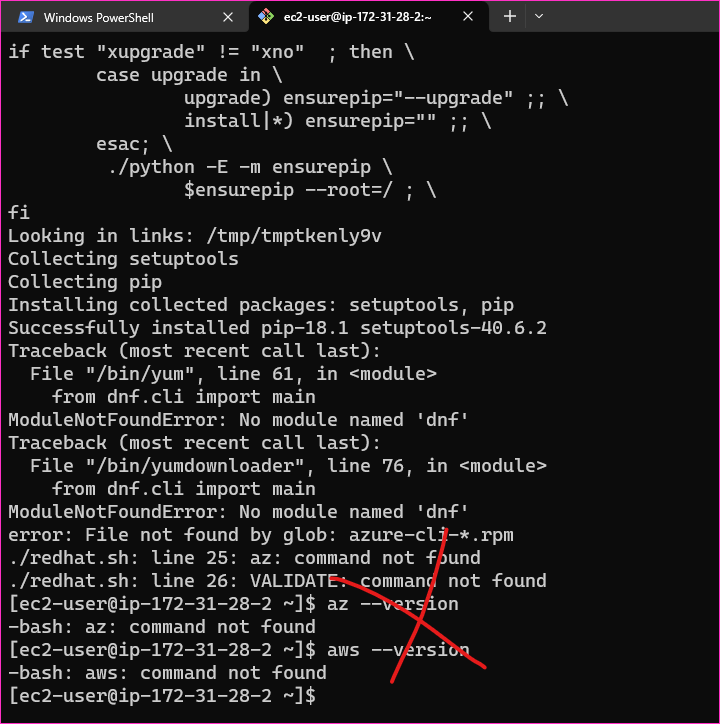 Windows PowerShell
ec2-user@ip-172-31-28-2:~
if test "xupgrade" != "xno"  ; then \
        case upgrade in \
                upgrade) ensurepip="--upgrade" ;; \
                install|*) ensurepip="" ;; \
        esac; \
         ./python -E -m ensurepip \
                $ensurepip --root=/ ; \
fi
Looking in links: /tmp/tmptkenly9v
Collecting setuptools
Collecting pip
Installing collected packages: setuptools, pip
Successfully installed pip-18.1 setuptools-40.6.2
Traceback (most recent call last):
  File "/bin/yum", line 61, in <module>
    from dnf.cli import main
ModuleNotFoundError: No module named 'dnf'
Traceback (most recent call last):
  File "/bin/yumdownloader", line 76, in <module>
    from dnf.cli import main
ModuleNotFoundError: No module named 'dnf'
error: File not found by glob: azure-cli-*.rpm
./redhat.sh: line 25: az: command not found
./redhat.sh: line 26: VALIDATE: command not found
[ec2-user@ip-172-31-28-2 ~]$ az --version
-bash: az: command not found
[ec2-user@ip-172-31-28-2 ~]$ aws --version
-bash: aws: command not found
[ec2-user@ip-172-31-28-2 ~]$